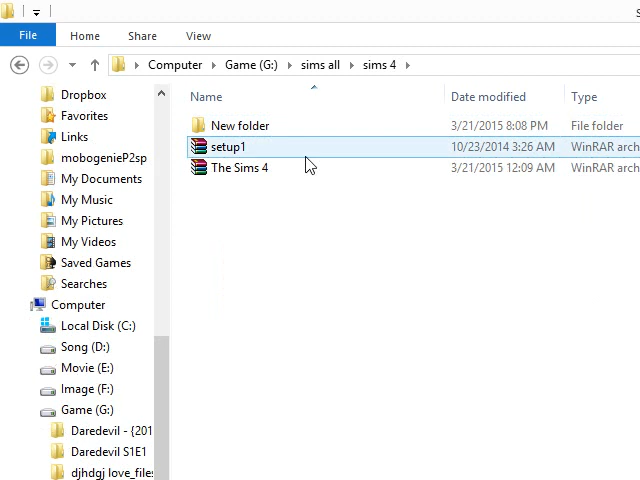 File Home Share View
Computer Game (G:) sims all sims 4
Name Date modified Type
New folder 3/21/2015 8:08 PM File folder
setup1 10/23/2014 3:26 AM WinRAR arch
The Sims 4 3/21/2015 12:09 AM WinRAR arch
Dropbox
Favorites
Links
mobogenieP2sp
My Documents
My Music
My Pictures
My Videos
Saved Games
Searches
Computer
Local Disk (C:)
Song (D:)
Movie (E:)
Image (F:)
Game (G:)
Daredevil - {201
Daredevil S1E1
djhdgj love_files